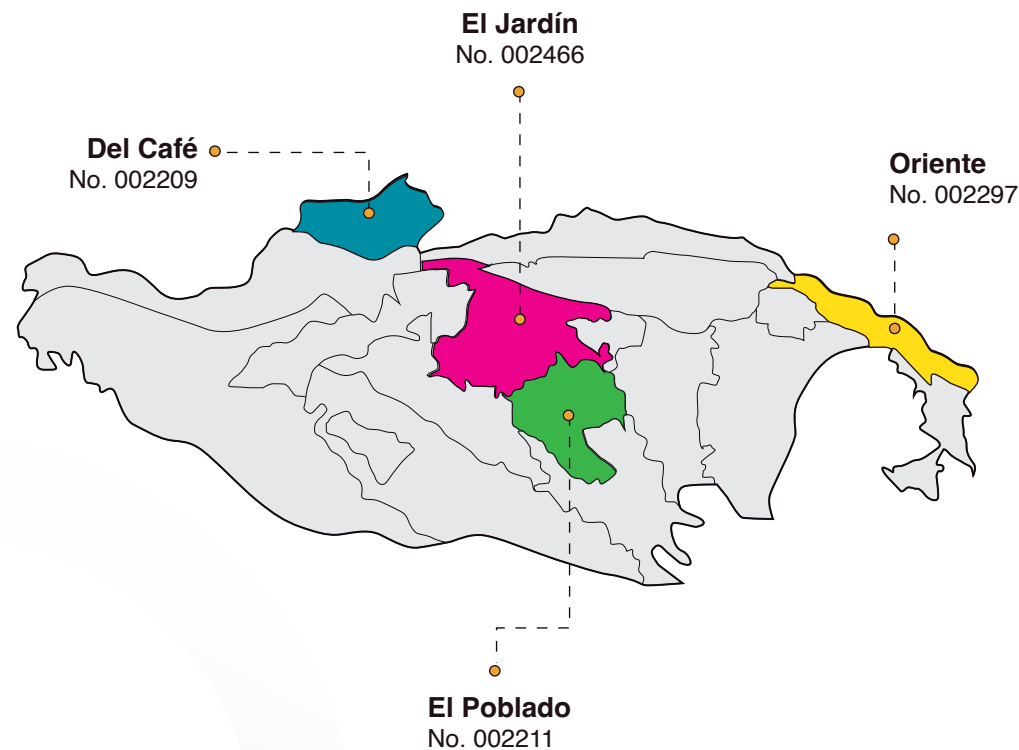 El Jardín
No. 002466
Del Café
No. 002209
Oriente
No. 002297
El Poblado
No. 002211